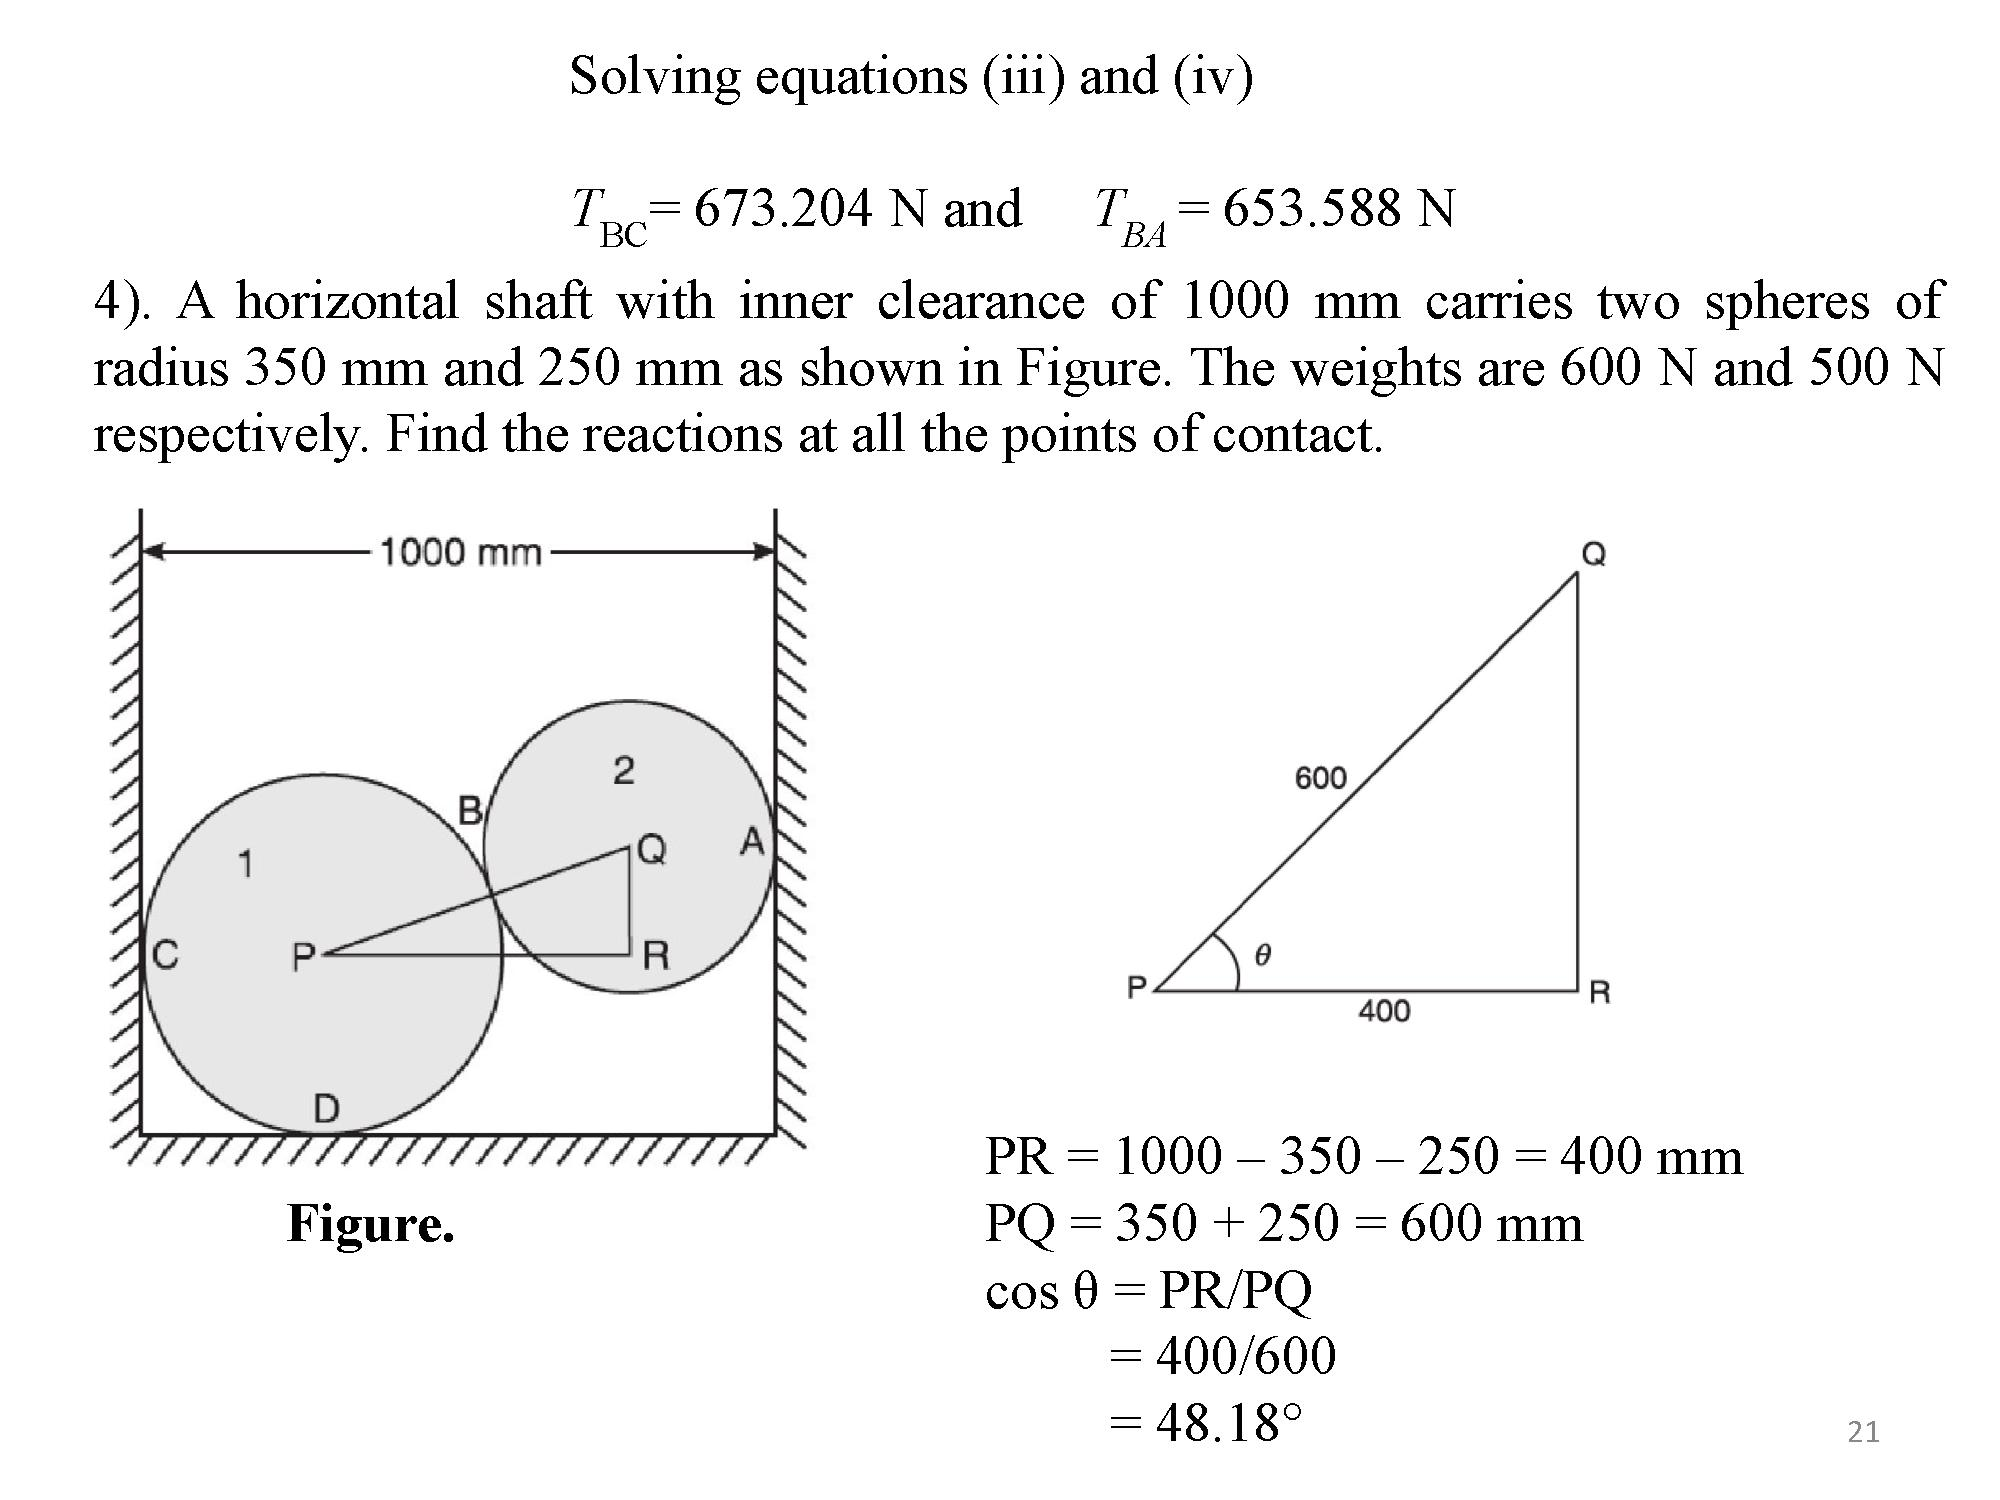 Solving equations (iii) and (iv)
T_BC = 673.204 N and T_BA = 653.588 N
4). A horizontal shaft with inner clearance of 1000 mm carries two spheres of
radius 350 mm and 250 mm as shown in Figure. The weights are 600 N and 500 N
respectively. Find the reactions at all the points of contact.
1000 mm
2
B
Q
A
1
C
P
R
D
Figure.
Q
600
θ
P
R
400
PR = 1000 – 350 – 250 = 400 mm
PQ = 350 + 250 = 600 mm
cos θ = PR/PQ
= 400/600
= 48.18°
21